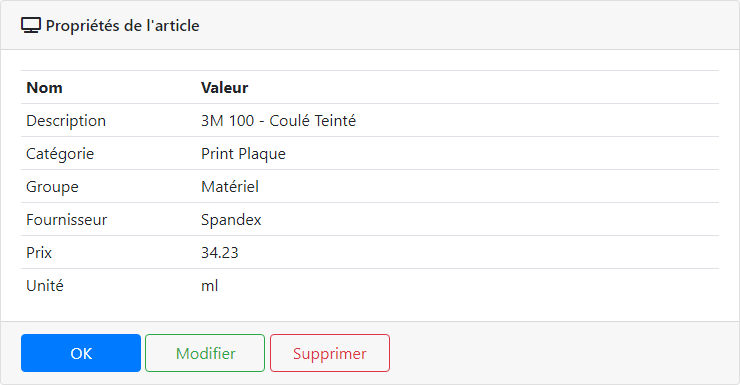 Propriétés de l'article
Nom Valeur
Description 3M 100 - Coulé Teinté
Catégorie Print Plaque
Groupe Matériel
Fournisseur Spandex
Prix 34.23
Unité ml
OK Modifier Supprimer